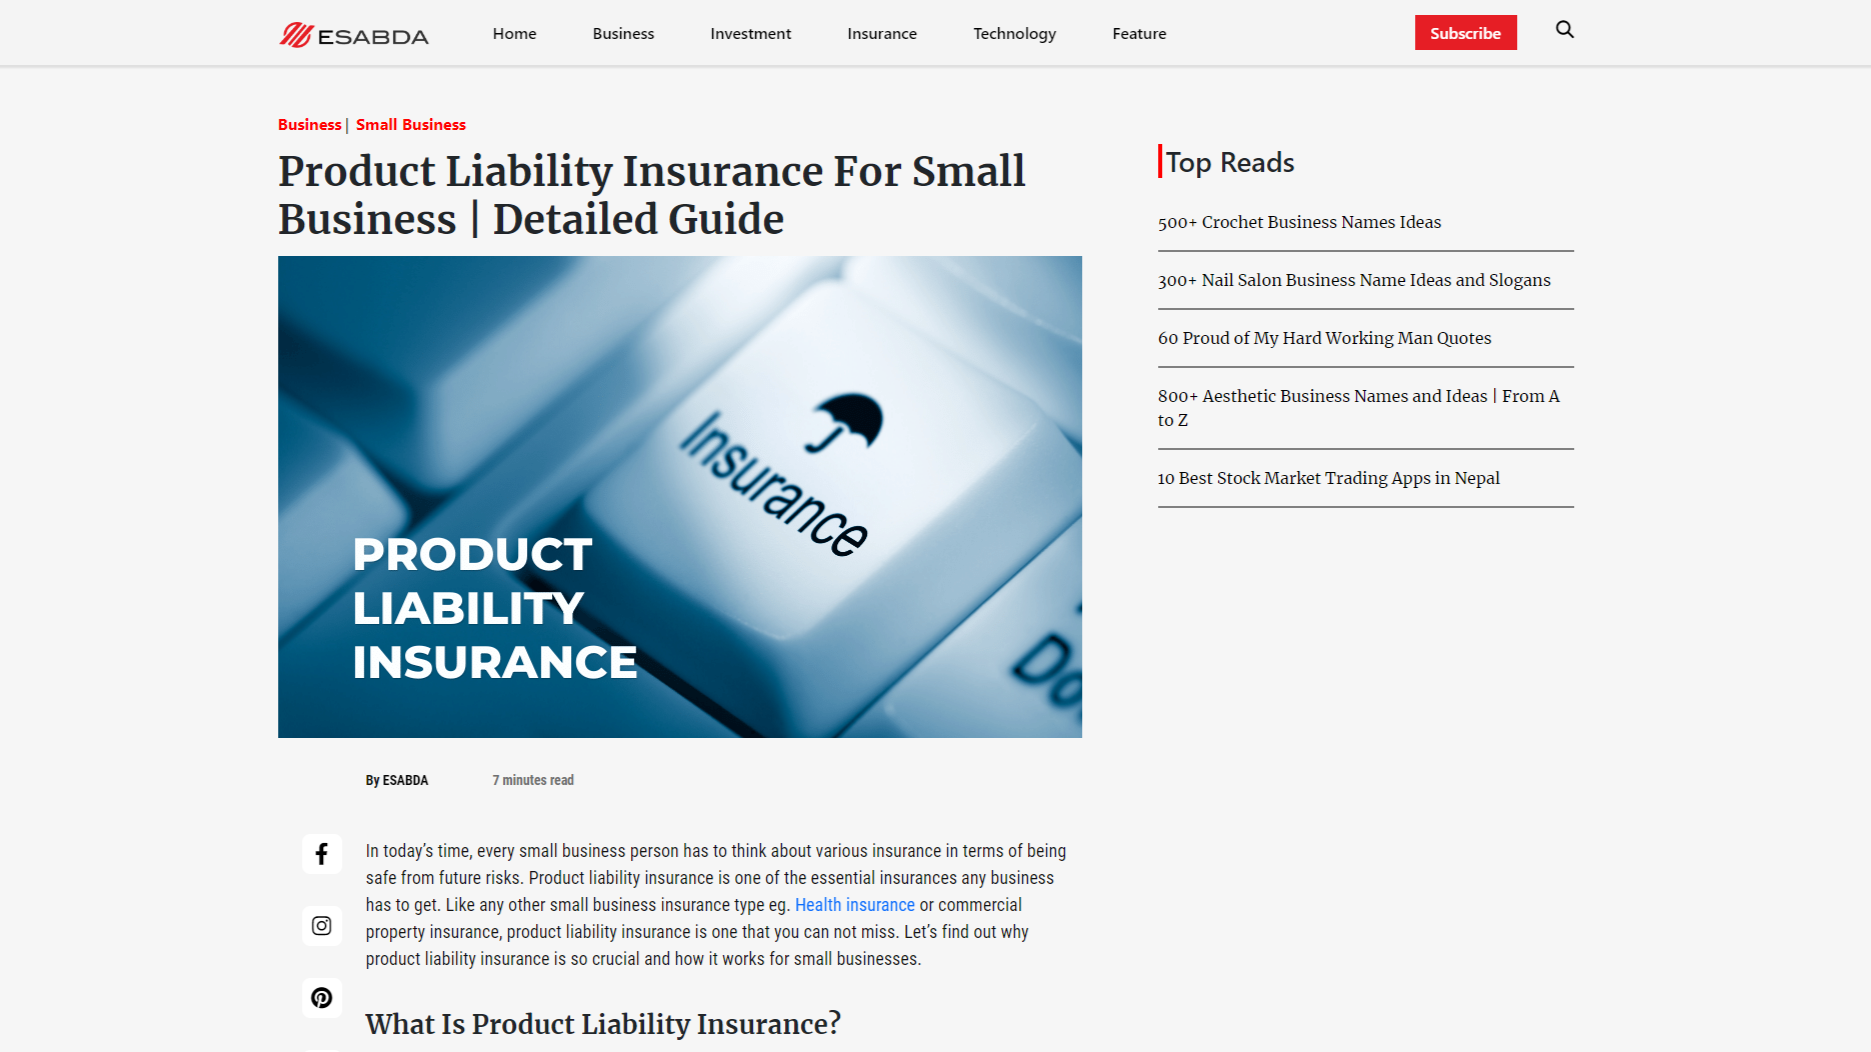 ESABDA
Home
Business
Investment
Insurance
Technology
Feature
Subscribe
Business | Small Business
Product Liability Insurance For Small
Business | Detailed Guide
Insurance
Do
PRODUCT
LIABILITY
INSURANCE
By ESABDA
7 minutes read
In today’s time, every small business person has to think about various insurance in terms of being
safe from future risks. Product liability insurance is one of the essential insurances any business
has to get. Like any other small business insurance type eg. Health insurance or commercial
property insurance, product liability insurance is one that you can not miss. Let’s find out why
product liability insurance is so crucial and how it works for small businesses.
What Is Product Liability Insurance?
Top Reads
500+ Crochet Business Names Ideas
300+ Nail Salon Business Name Ideas and Slogans
60 Proud of My Hard Working Man Quotes
800+ Aesthetic Business Names and Ideas | From A
to Z
10 Best Stock Market Trading Apps in Nepal